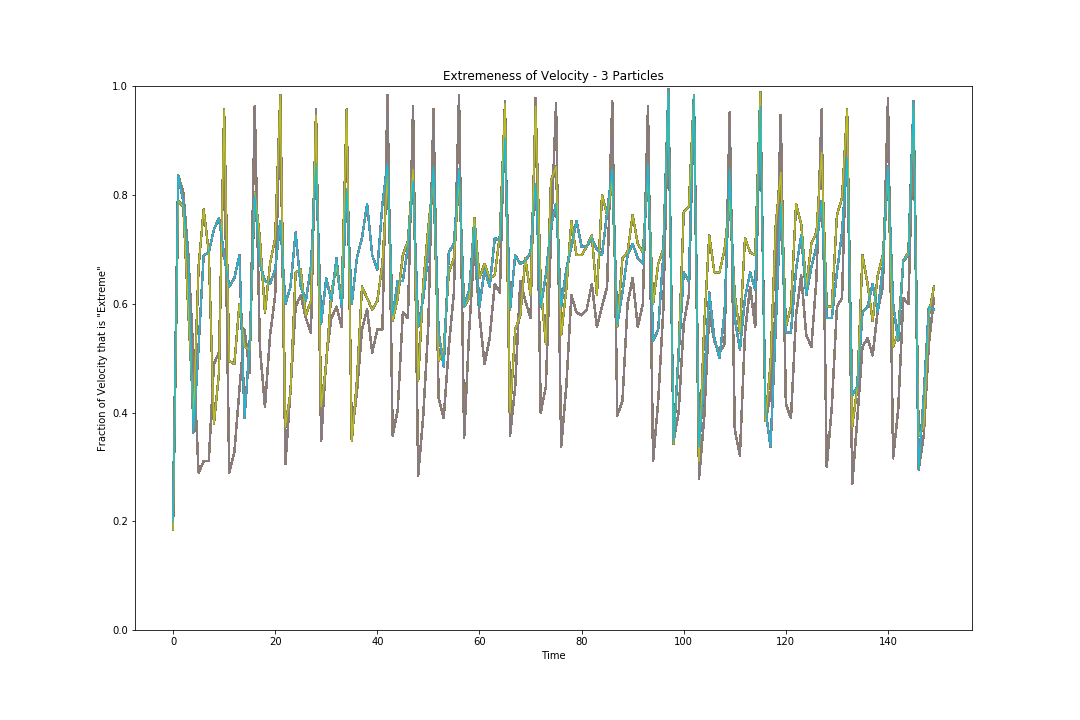 Extremeness of Velocity - 3 Particles
1.0
0.8
0.6
0.4
0.2
0.0
Fraction of Velocity that is "Extreme"
0 20 40 60 80 100 120 140
Time